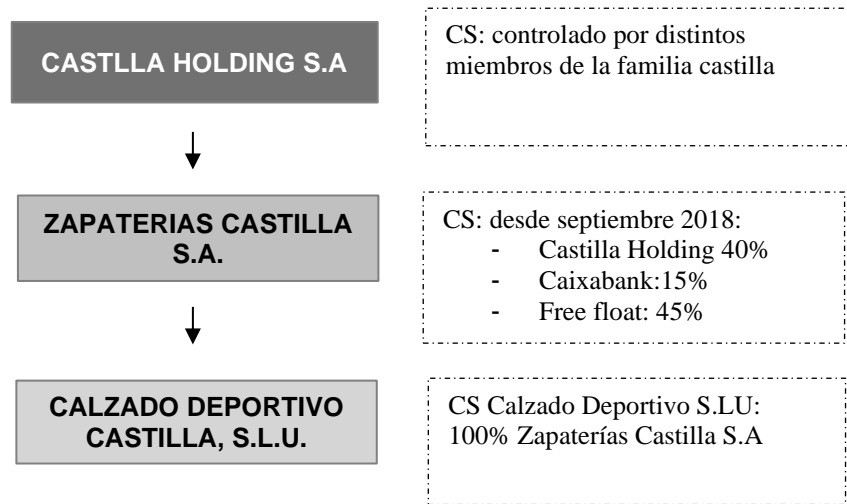 CASTLLA HOLDING S.A
CS: controlado por distintos
miembros de la familia castilla
ZAPATERIAS CASTILLA
S.A.
CS: desde septiembre 2018:
- Castilla Holding 40%
- Caixabank:15%
- Free float: 45%
CALZADO DEPORTIVO
CASTILLA, S.L.U.
CS Calzado Deportivo S.LU:
100% Zapaterías Castilla S.A